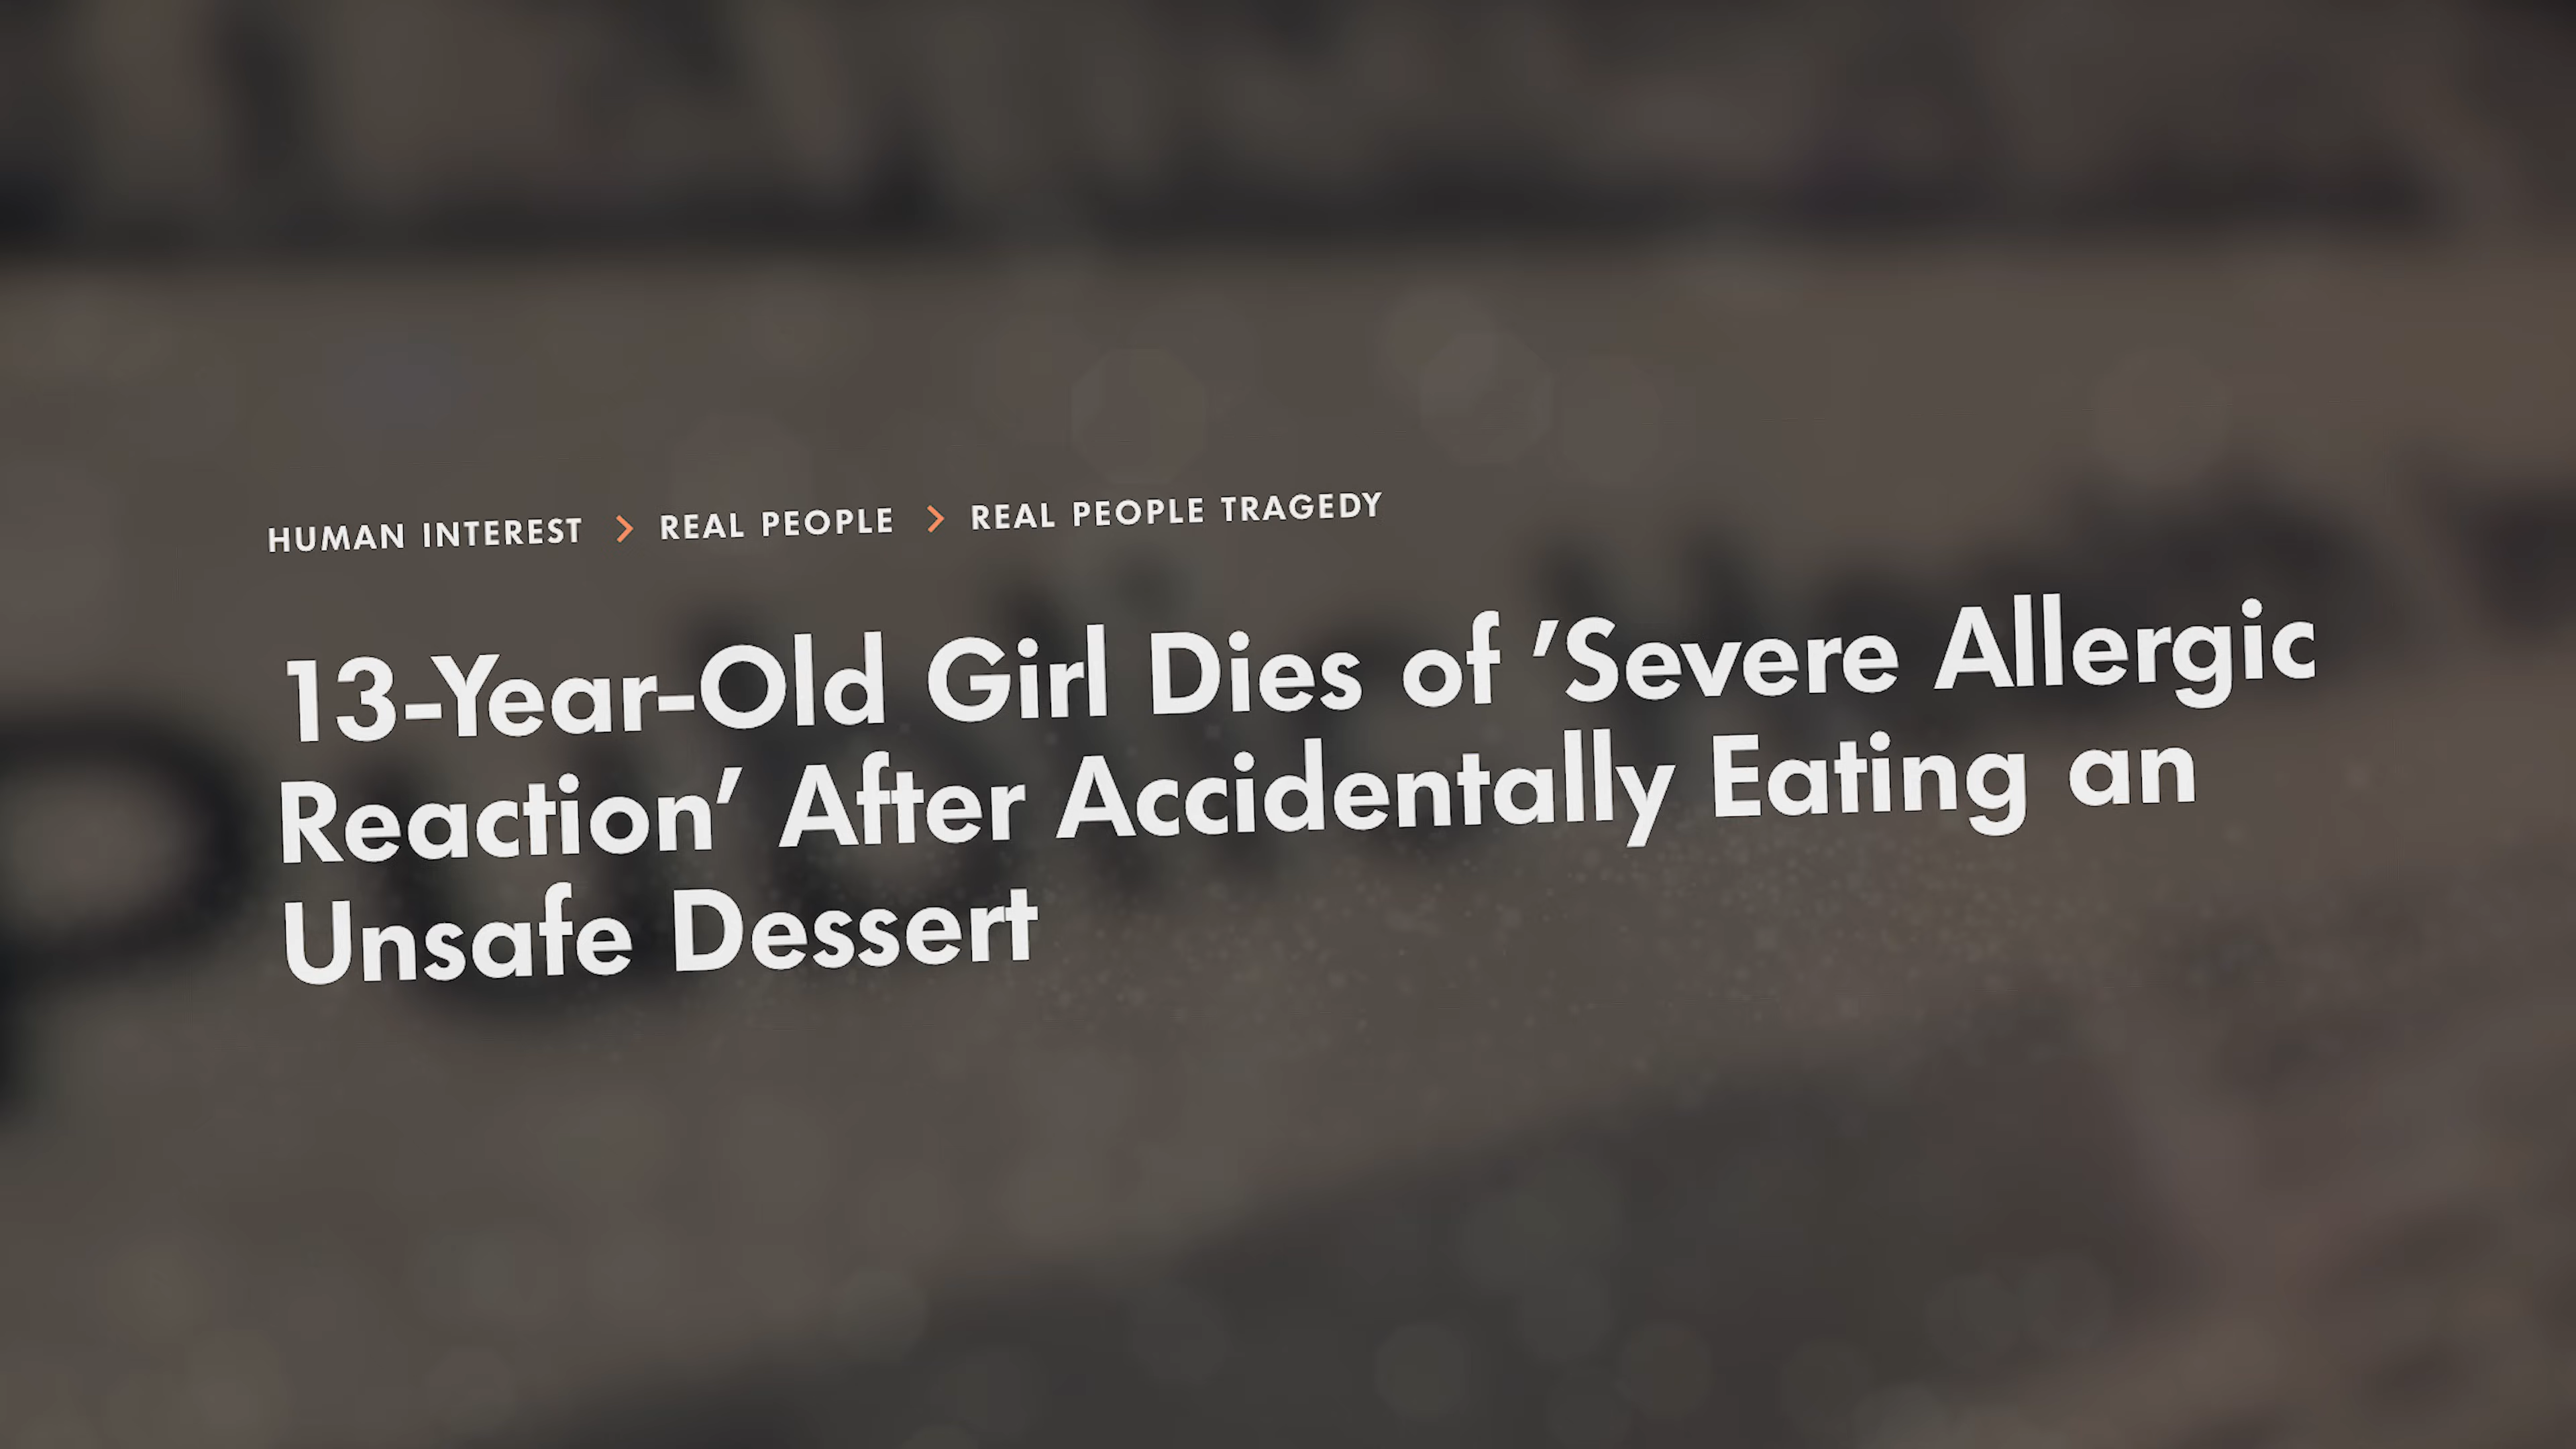 HUMAN INTEREST > REAL PEOPLE > REAL PEOPLE TRAGEDY
13-Year-Old Girl Dies of 'Severe Allergic
Reaction' After Accidentally Eating an
Unsafe Dessert